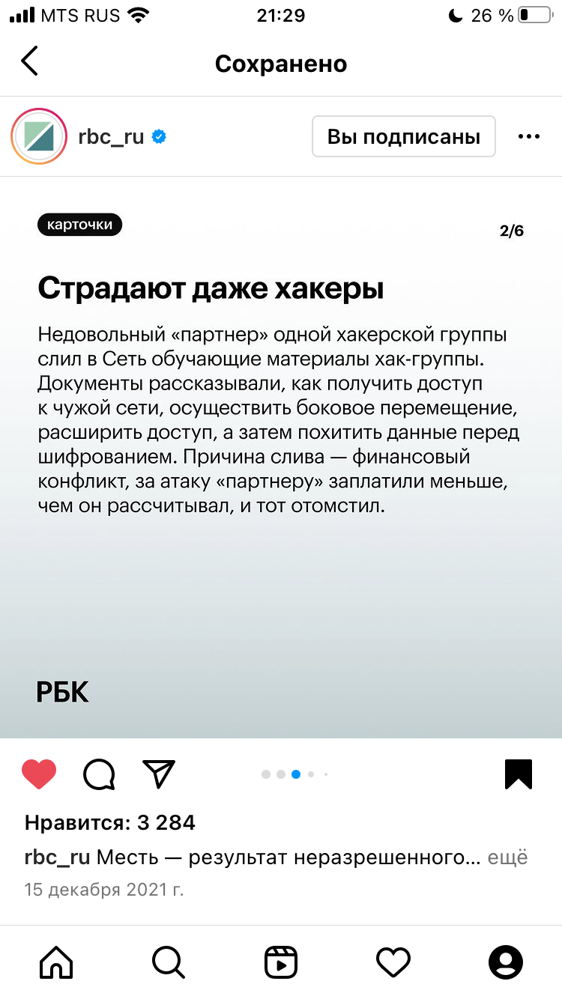 MTS RUS 21:29 26 %
Сохранено
rbc_ru Вы подписаны
карточки
2/6
Страдают даже хакеры
Недовольный «партнер» одной хакерской группы
слил в Сеть обучающие материалы хак-группы.
Документы рассказывали, как получить доступ
к чужой сети, осуществить боковое перемещение,
расширить доступ, а затем похитить данные перед
шифрованием. Причина слива — финансовый
конфликт, за атаку «партнеру» заплатили меньше,
чем он рассчитывал, и тот отомстил.
РБК
Нравится: 3 284
rbc_ru Месть — результат неразрешенного... ещё
15 декабря 2021 г.